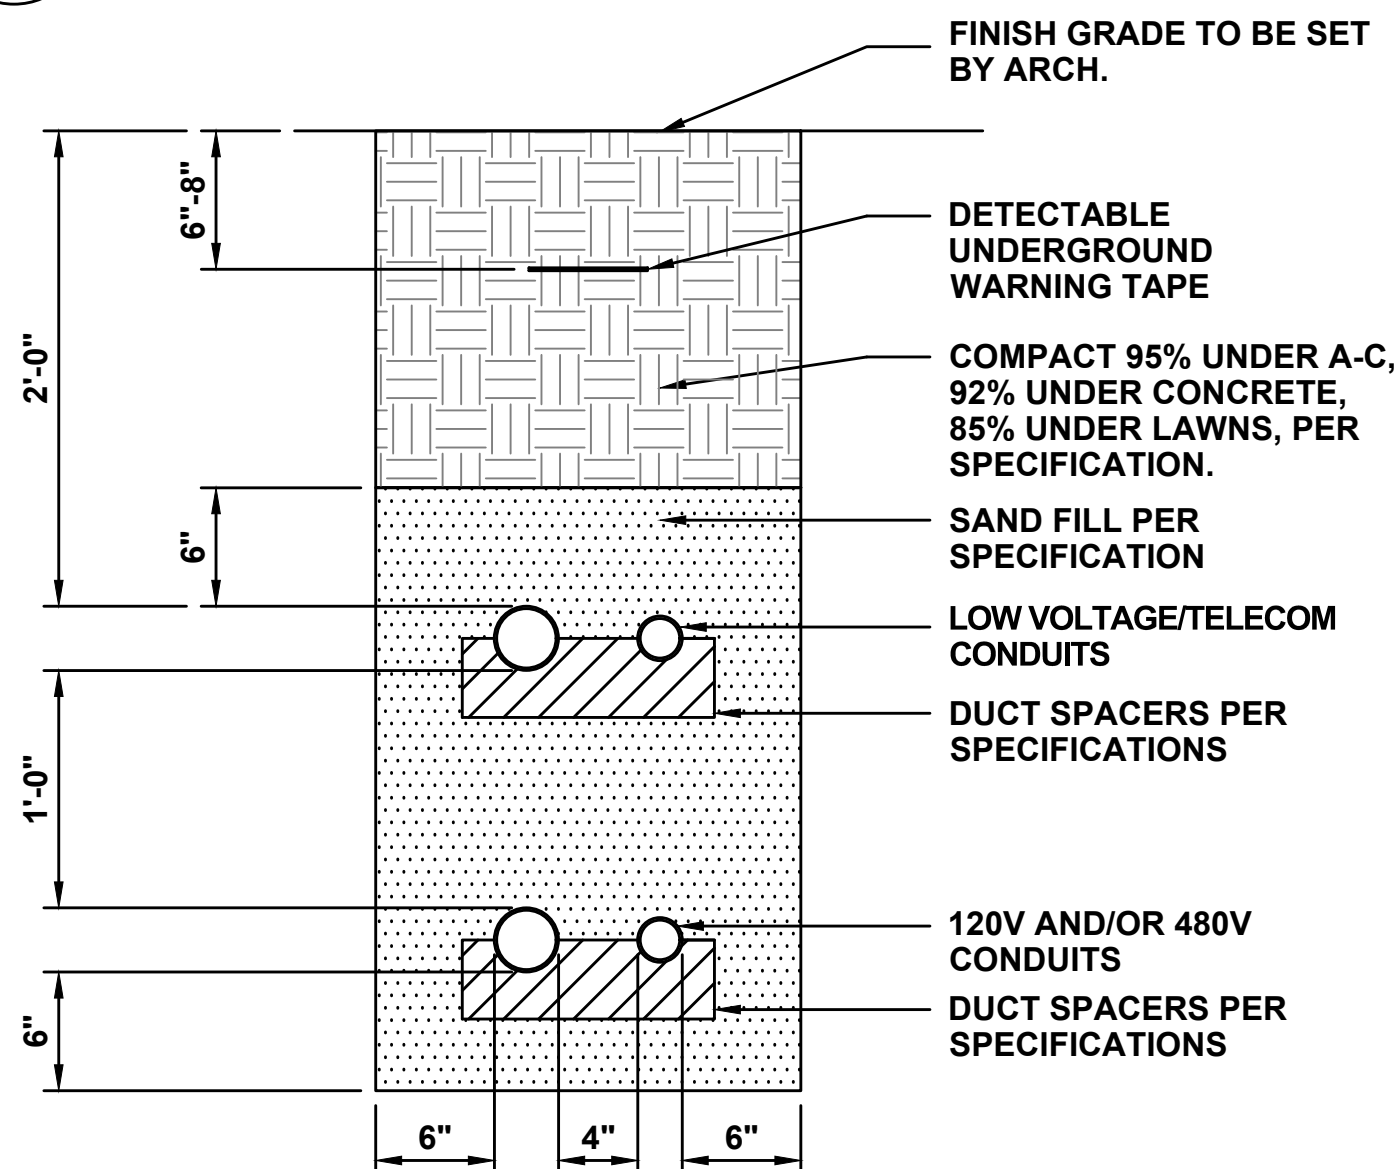 FINISH GRADE TO BE SET
BY ARCH.
6"-8"
DETECTABLE
UNDERGROUND
WARNING TAPE
2'-0"
COMPACT 95% UNDER A-C,
92% UNDER CONCRETE,
85% UNDER LAWNS, PER
SPECIFICATION.
6"
SAND FILL PER
SPECIFICATION
LOW VOLTAGE/TELECOM
CONDUITS
DUCT SPACERS PER
SPECIFICATIONS
1'-0"
120V AND/OR 480V
CONDUITS
6"
DUCT SPACERS PER
SPECIFICATIONS
6"
4"
6"